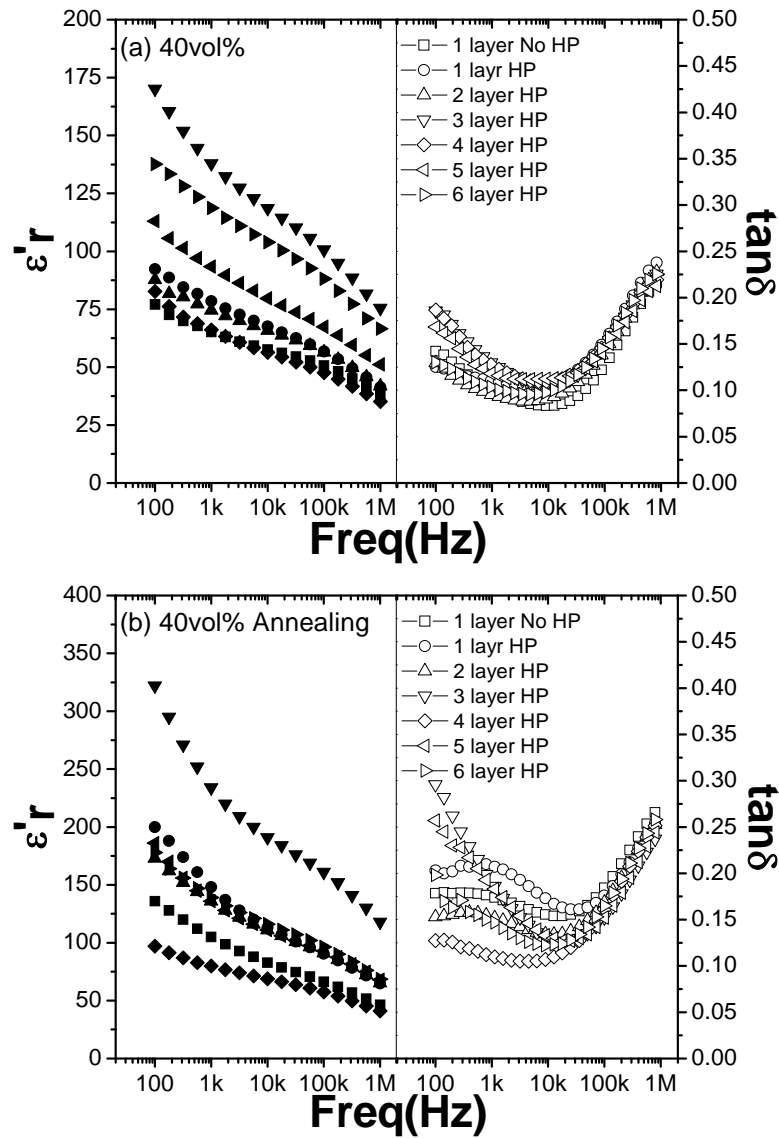 (a) 40vol%
200
175
150
125
100
75
50
25
0
ε'r
1 layer No HP
1 layr HP
2 layer HP
3 layer HP
4 layer HP
5 layer HP
6 layer HP
0.50
0.45
0.40
0.35
0.30
0.25
0.20
0.15
0.10
0.05
0.00
tanδ
100 1k 10k 100k 1M 100 1k 10k 100k 1M
Freq(Hz)
(b) 40vol% Annealing
400
350
300
250
200
150
100
50
0
ε'r
1 layer No HP
1 layr HP
2 layer HP
3 layer HP
4 layer HP
5 layer HP
6 layer HP
0.50
0.45
0.40
0.35
0.30
0.25
0.20
0.15
0.10
0.05
0.00
tanδ
100 1k 10k 100k 1M 100 1k 10k 100k 1M
Freq(Hz)